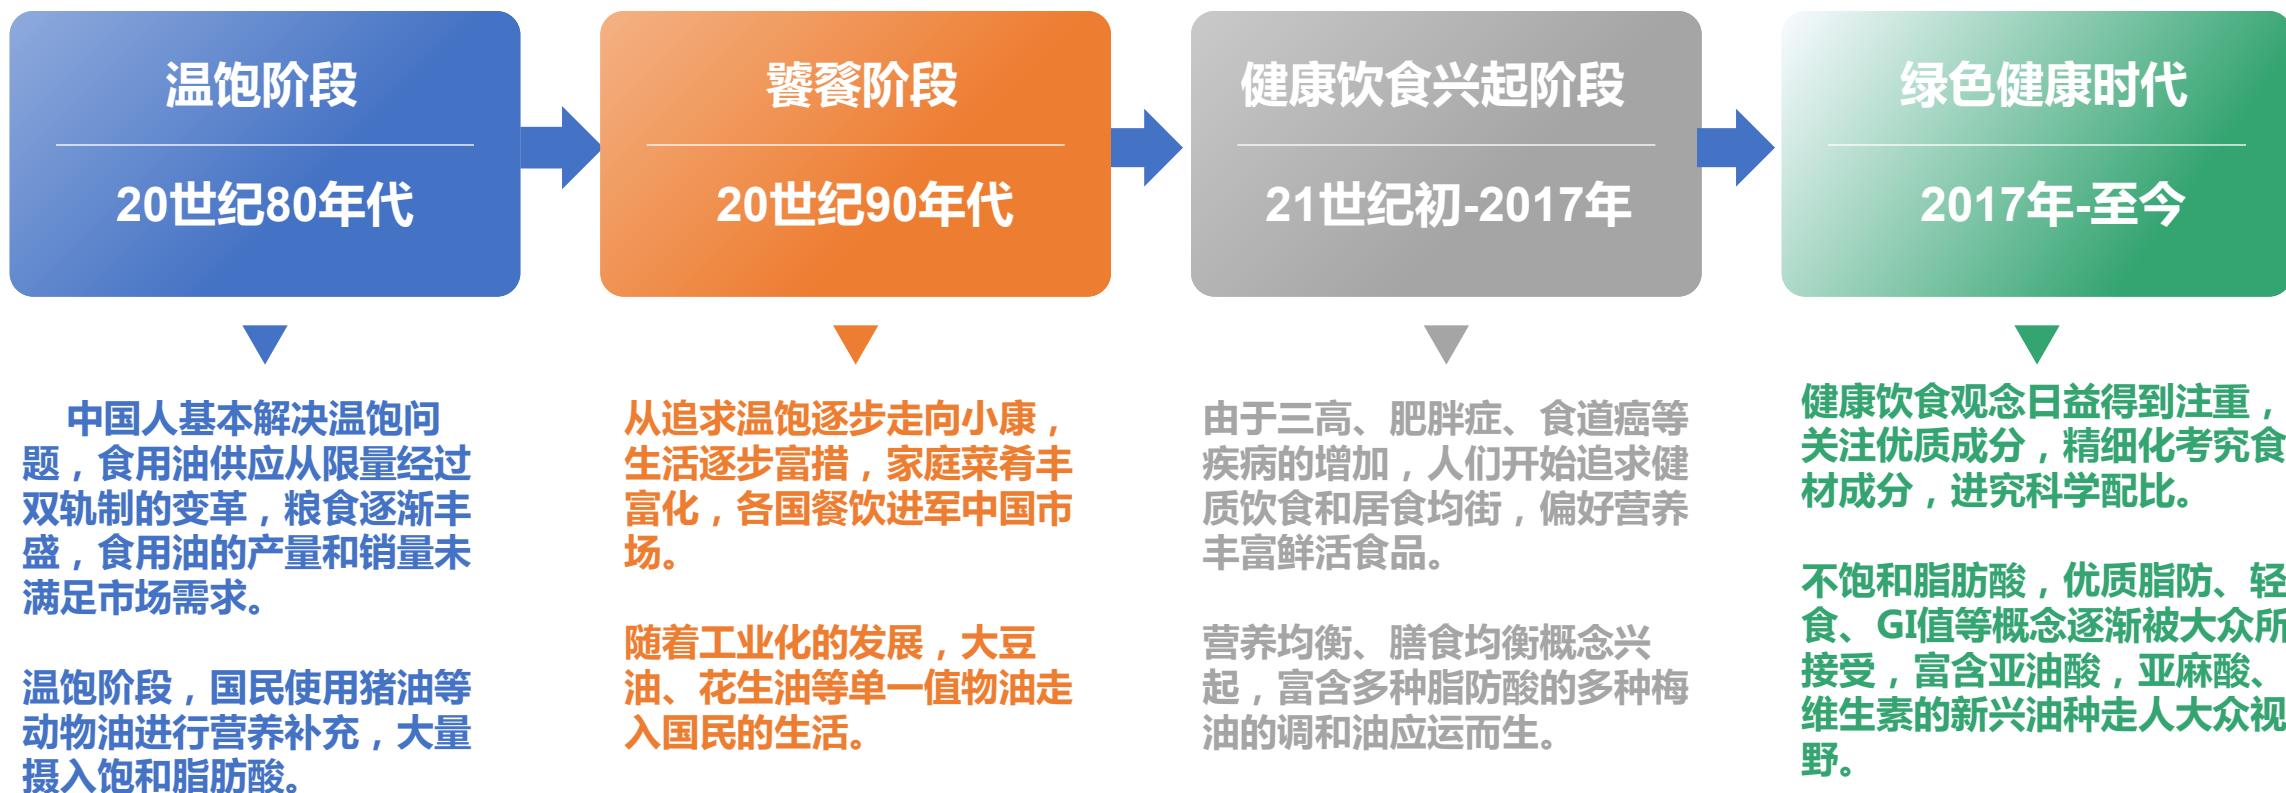 温饱阶段
20世纪80年代
中国人基本解决温饱问
题，食用油供应从限量经过
双轨制的变革，粮食逐渐丰
盛，食用油的产量和销量未
满足市场需求。
温饱阶段，国民使用猪油等
动物油进行营养补充，大量
摄入饱和脂肪酸。
饕餮阶段
20世纪90年代
从追求温饱逐步走向小康，
生活逐步富措，家庭菜肴丰
富化，各国餐饮进军中国市
场。
随着工业化的发展，大豆
油、花生油等单一值物油走
入国民的生活。
健康饮食兴起阶段
21世纪初-2017年
由于三高、肥胖症、食道癌等
疾病的增加，人们开始追求健
质饮食和居食均街，偏好营养
丰富鲜活食品。
营养均衡、膳食均衡概念兴
起，富含多种脂防酸的多种梅
油的调和油应运而生。
绿色健康时代
2017年-至今
健康饮食观念日益得到注重，
关注优质成分，精细化考究食
材成分，进究科学配比。
不饱和脂肪酸，优质脂防、轻
食、GI值等概念逐渐被大众所
接受，富含亚油酸，亚麻酸、
维生素的新兴油种走人大众视
野。